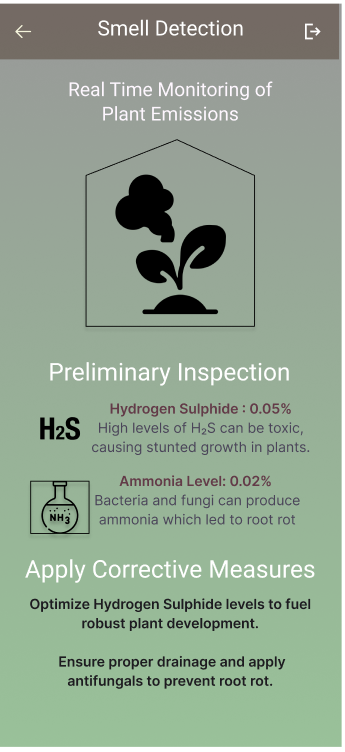 Smell Detection
Real Time Monitoring of
Plant Emissions
Preliminary Inspection
Hydrogen Sulphide : 0.05%
H₂S
High levels of H₂S can be toxic,
causing stunted growth in plants.
Ammonia Level: 0.02%
Bacteria and fungi can produce
NH₃
ammonia which led to root rot
Apply Corrective Measures
Optimize Hydrogen Sulphide levels to fuel
robust plant development.
Ensure proper drainage and apply
antifungals to prevent root rot.